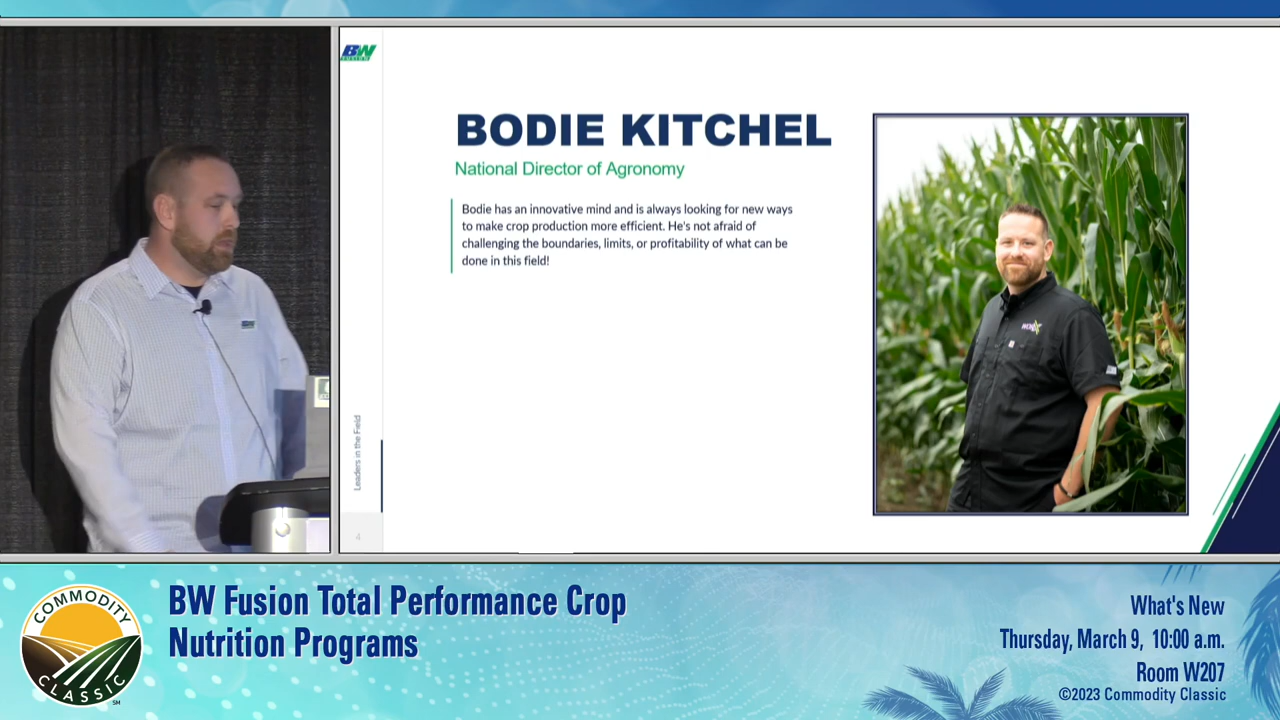 BW
FUSION
BODIE KITCHEL
National Director of Agronomy
Bodie has an innovative mind and is always looking for new ways
to make crop production more efficient. He's not afraid of
challenging the boundaries, limits, or profitability of what can be
done in this field!
Leaders in the Field
4
COMMODITY
CLASSIC
SM
BW Fusion Total Performance Crop
Nutrition Programs
What's New
Thursday, March 9, 10:00 a.m.
Room W207
©2023 Commodity Classic